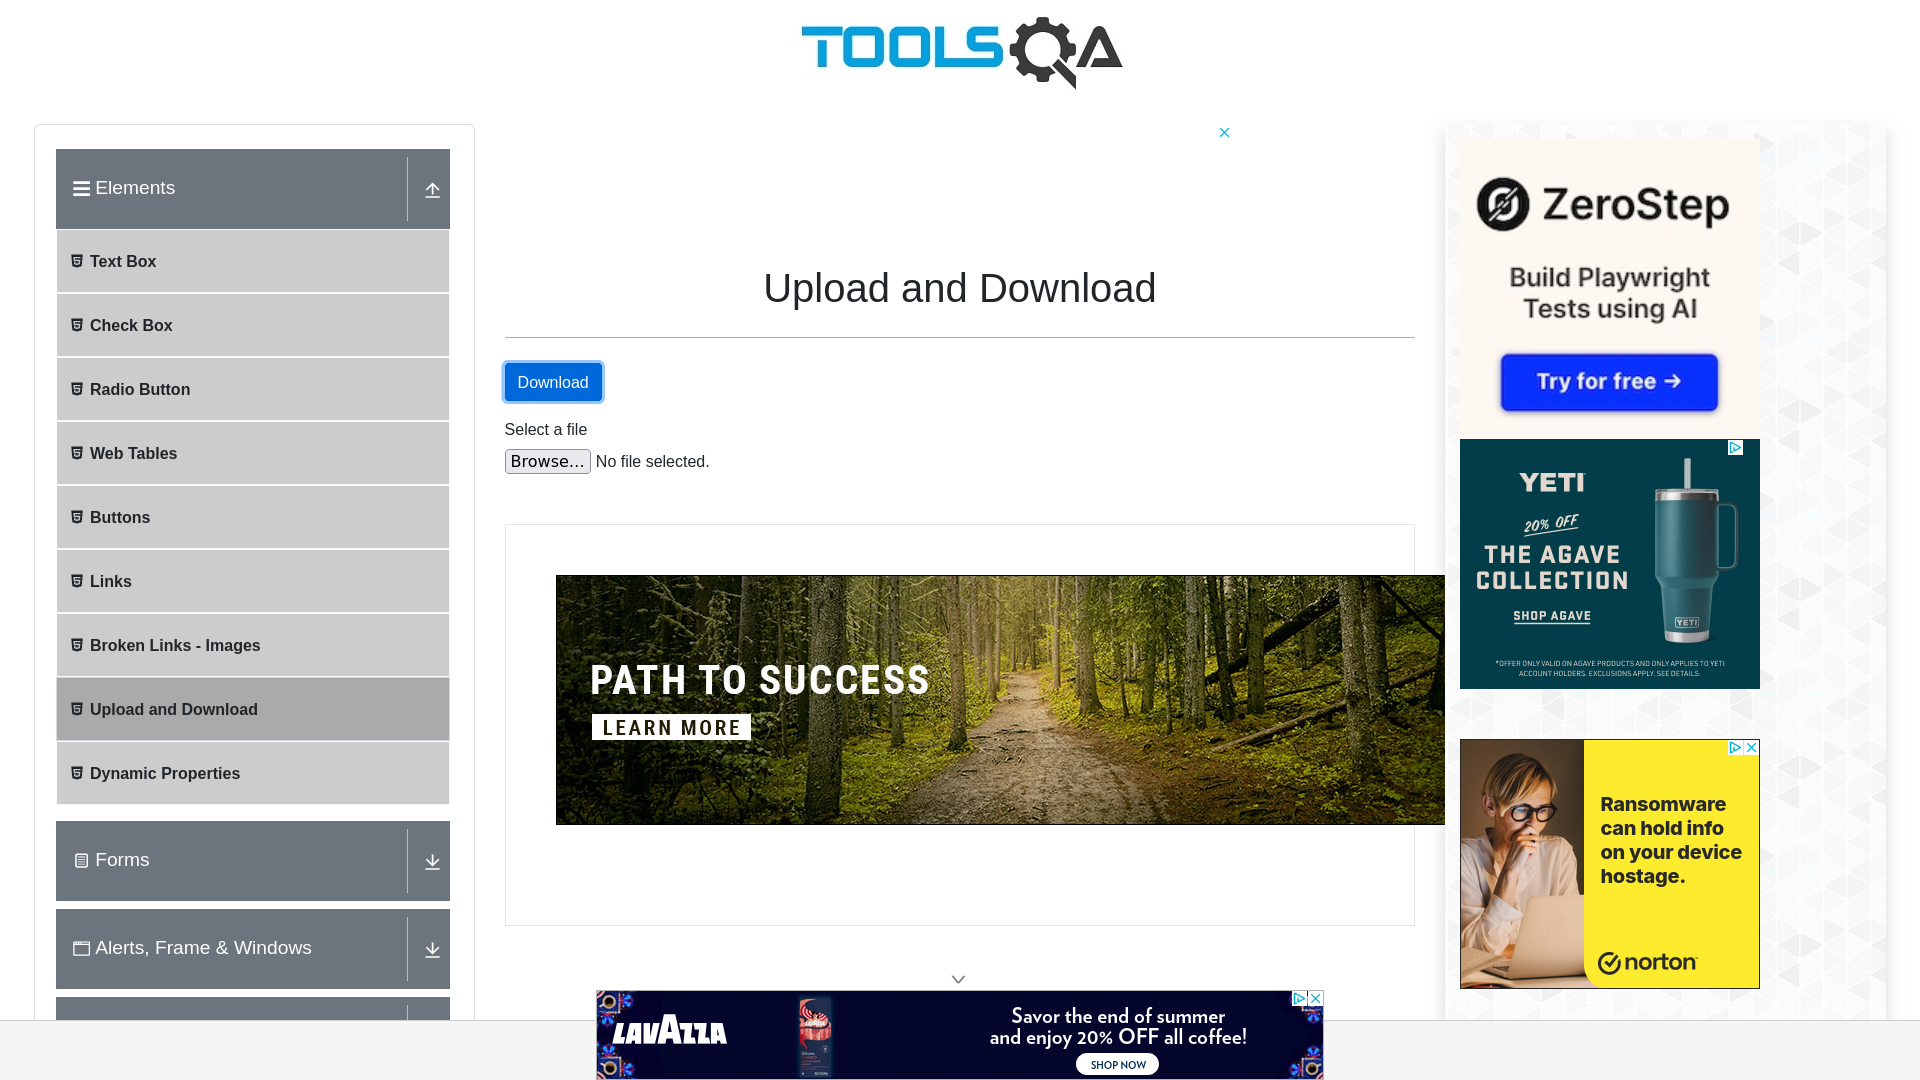 TOOLSQA
Elements
Text Box
Check Box
Radio Button
Web Tables
Buttons
Links
Broken Links - Images
Upload and Download
Dynamic Properties
Forms
Alerts, Frame & Windows
Upload and Download
Download
Select a file
Browse... No file selected.
PATH TO SUCCESS
LEARN MORE
LAVAZZA
Savor the end of summer
and enjoy 20% OFF all coffee!
SHOP NOW
ZeroStep
Build Playwright
Tests using AI
Try for free →
YETI
20% OFF
THE AGAVE
COLLECTION
SHOP AGAVE
YETI
*OFFER ONLY VALID ON AGAVE PRODUCTS AND ONLY APPLIES TO YETI
ACCOUNT HOLDERS. EXCLUSIONS APPLY. SEE DETAILS.
Ransomware
can hold info
on your device
hostage.
norton